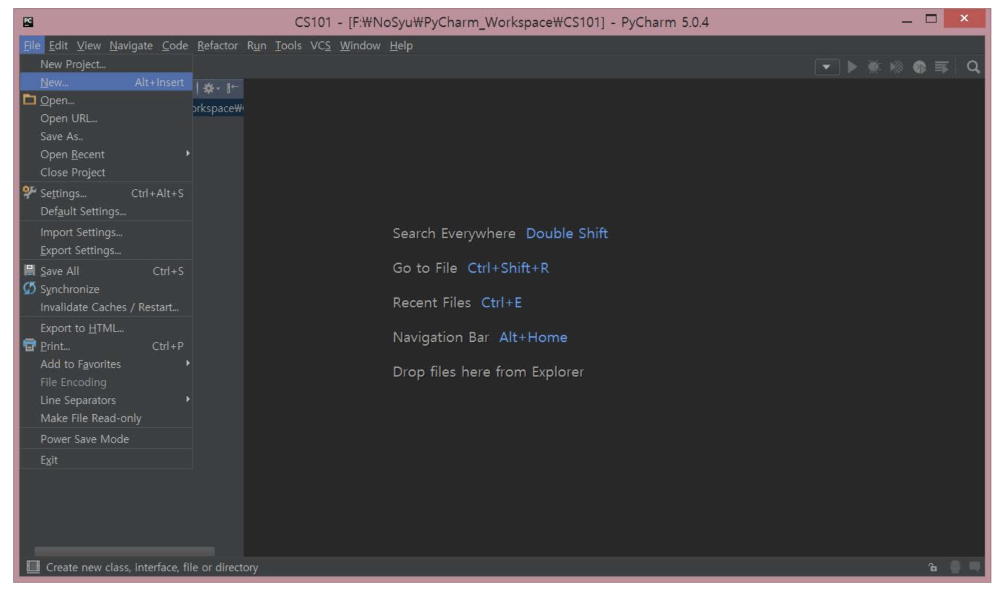 PC
CS101 - [F:₩NoSyu₩PyCharm_Workspace₩CS101] - PyCharm 5.0.4
File Edit View Navigate Code Refactor Run Tools VCS Window Help
New Project...
New... Alt+Insert
Open...
orkspace₩
Open URL...
Save As..
Open Recent
Close Project
Settings... Ctrl+Alt+S
Default Settings...
Import Settings...
Export Settings...
Save All Ctrl+S
Synchronize
Invalidate Caches / Restart...
Export to HTML...
Print... Ctrl+P
Add to Favorites
File Encoding
Line Separators
Make File Read-only
Power Save Mode
Exit
Search Everywhere Double Shift
Go to File Ctrl+Shift+R
Recent Files Ctrl+E
Navigation Bar Alt+Home
Drop files here from Explorer
Create new class, interface, file or directory